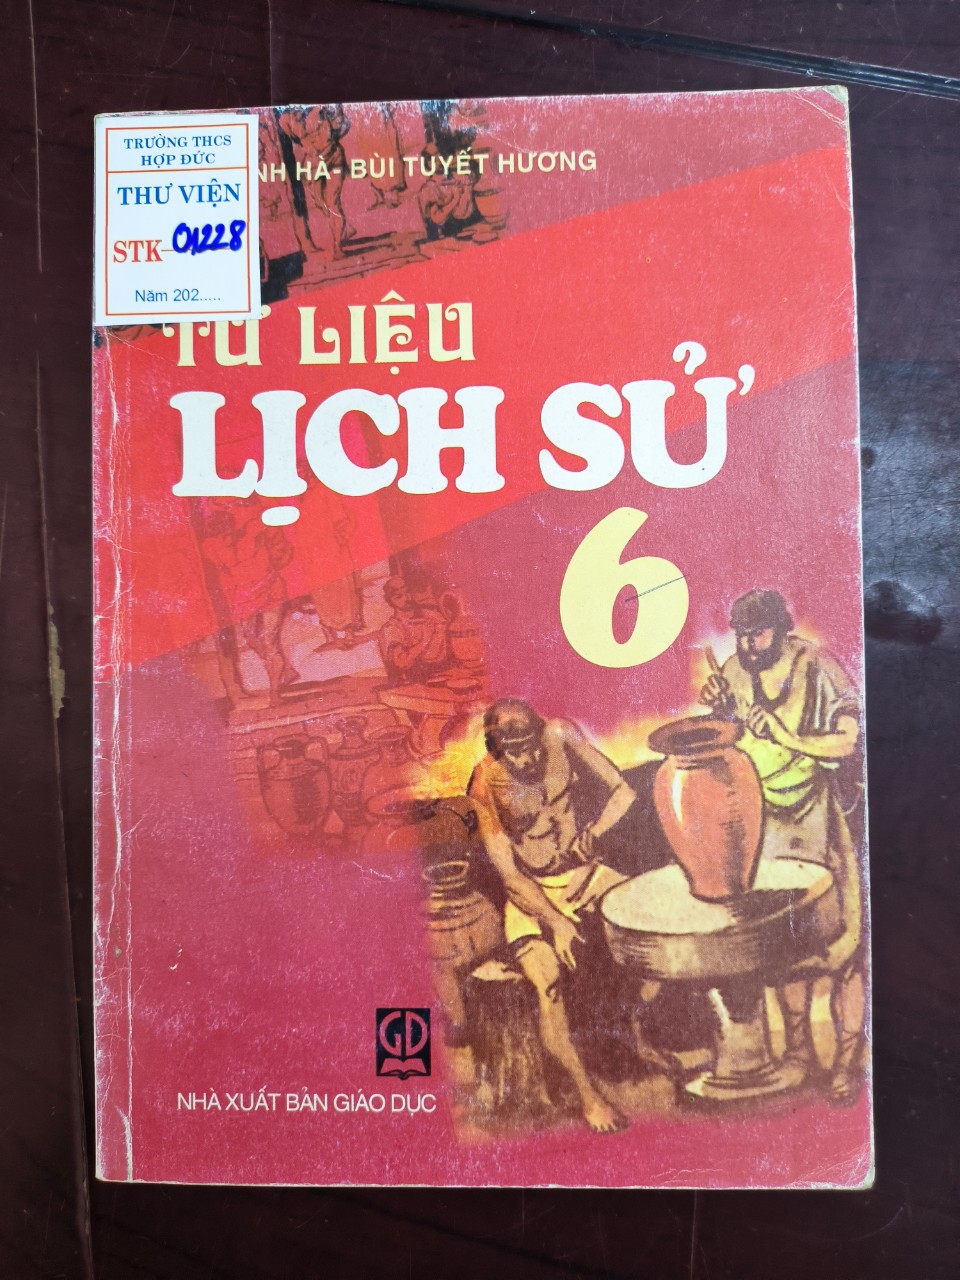 TRƯỜNG THCS
HỢP ĐỨC
THƯ VIỆN
STK 01228
Năm 202.....
HÀ - BÙI TUYẾT HƯƠNG
TƯ LIỆU
LỊCH SỬ
6
GD
NHÀ XUẤT BẢN GIÁO DỤC